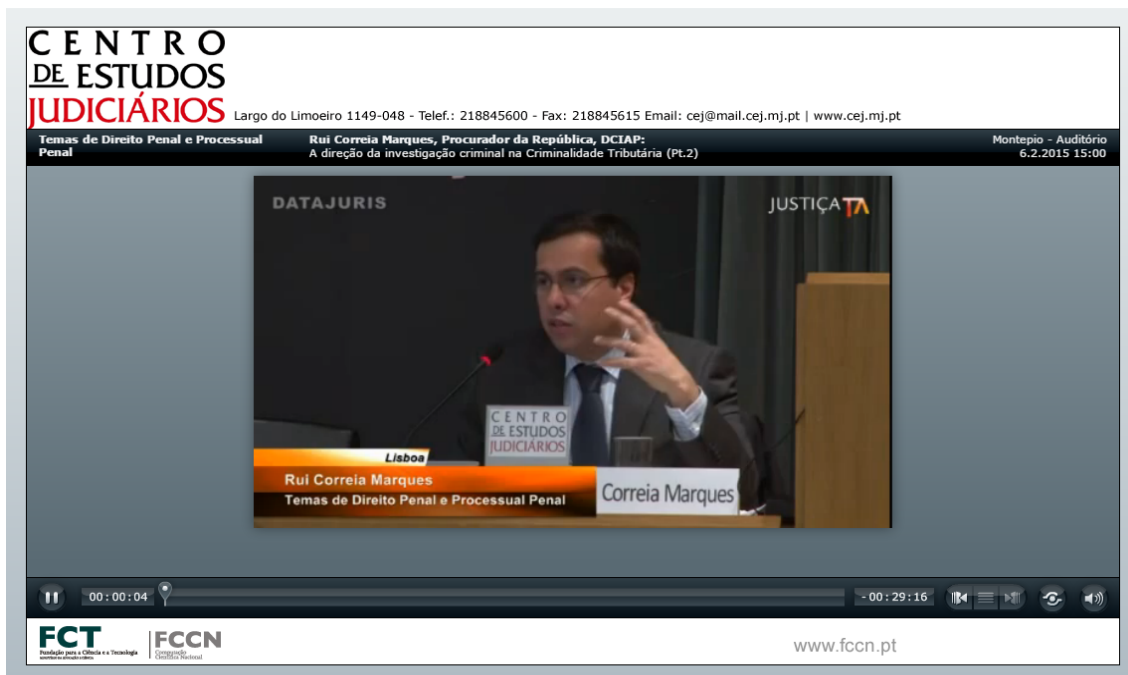 CENTRO
DE ESTUDOS
JUDICIÁRIOS
Largo do Limoeiro 1149-048 - Telef.: 218845600 - Fax: 218845615 Email: cej@mail.cej.mj.pt | www.cej.mj.pt
Temas de Direito Penal e Processual
Penal
Rui Correia Marques, Procurador da República, DCIAP:
A direção da investigação criminal na Criminalidade Tributária (Pt.2)
Montepio - Auditório
6.2.2015 15:00
DATAJURIS
JUSTIÇA
CENTRO
DE ESTUDOS
JUDICIÁRIOS
Lisboa
Rui Correia Marques
Temas de Direito Penal e Processual Penal
Correia Marques
00:00:04
- 00:29:16
FCT
Fundação para a Ciência e a Tecnologia
FCCN
Computação
Científica Nacional
www.fccn.pt